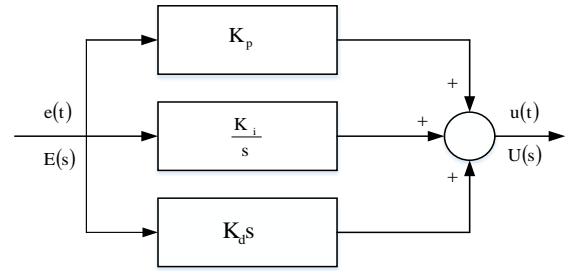 K_p
+
e(t)
E(s)
K_i
s
+
u(t)
U(s)
+
K_d s